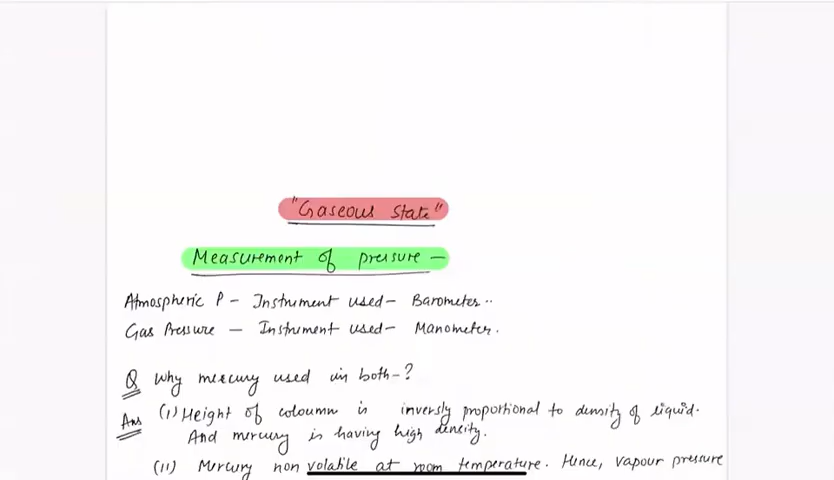 "Gaseous State"
Measurement of pressure —
Atmospheric P — Instrument used — Barometer..
Gas Pressure — Instrument used — Manometer.
Q Why mercury used in both - ?
Ans (i) Height of coloumn is inversly proportional to density of liquid.
And mercury is having high density.
(ii) Mercury non volatile at room temperature. Hence, vapour pressure